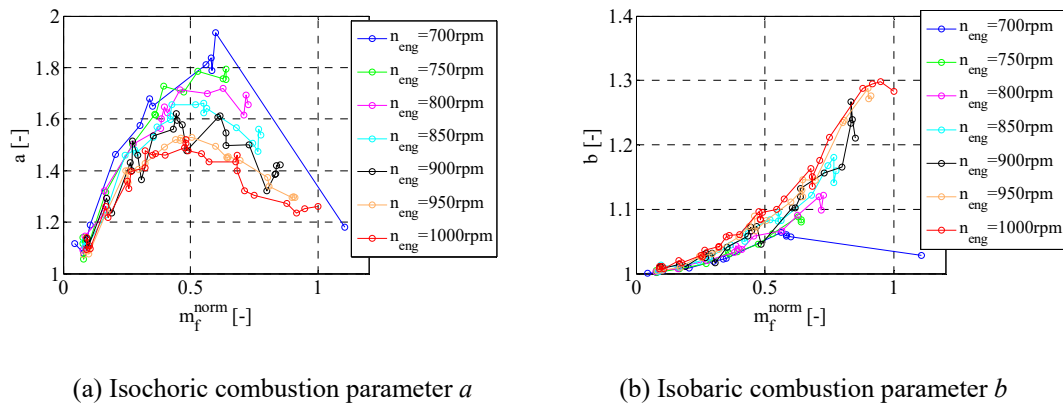 2
1.8
1.6
1.4
1.2
1
0
0.5
1
a [-]
m_f^norm [-]
n_eng=700rpm
n_eng=750rpm
n_eng=800rpm
n_eng=850rpm
n_eng=900rpm
n_eng=950rpm
n_eng=1000rpm
(a) Isochoric combustion parameter a
1.4
1.3
1.2
1.1
1
0
0.5
1
b [-]
m_f^norm [-]
n_eng=700rpm
n_eng=750rpm
n_eng=800rpm
n_eng=850rpm
n_eng=900rpm
n_eng=950rpm
n_eng=1000rpm
(b) Isobaric combustion parameter b